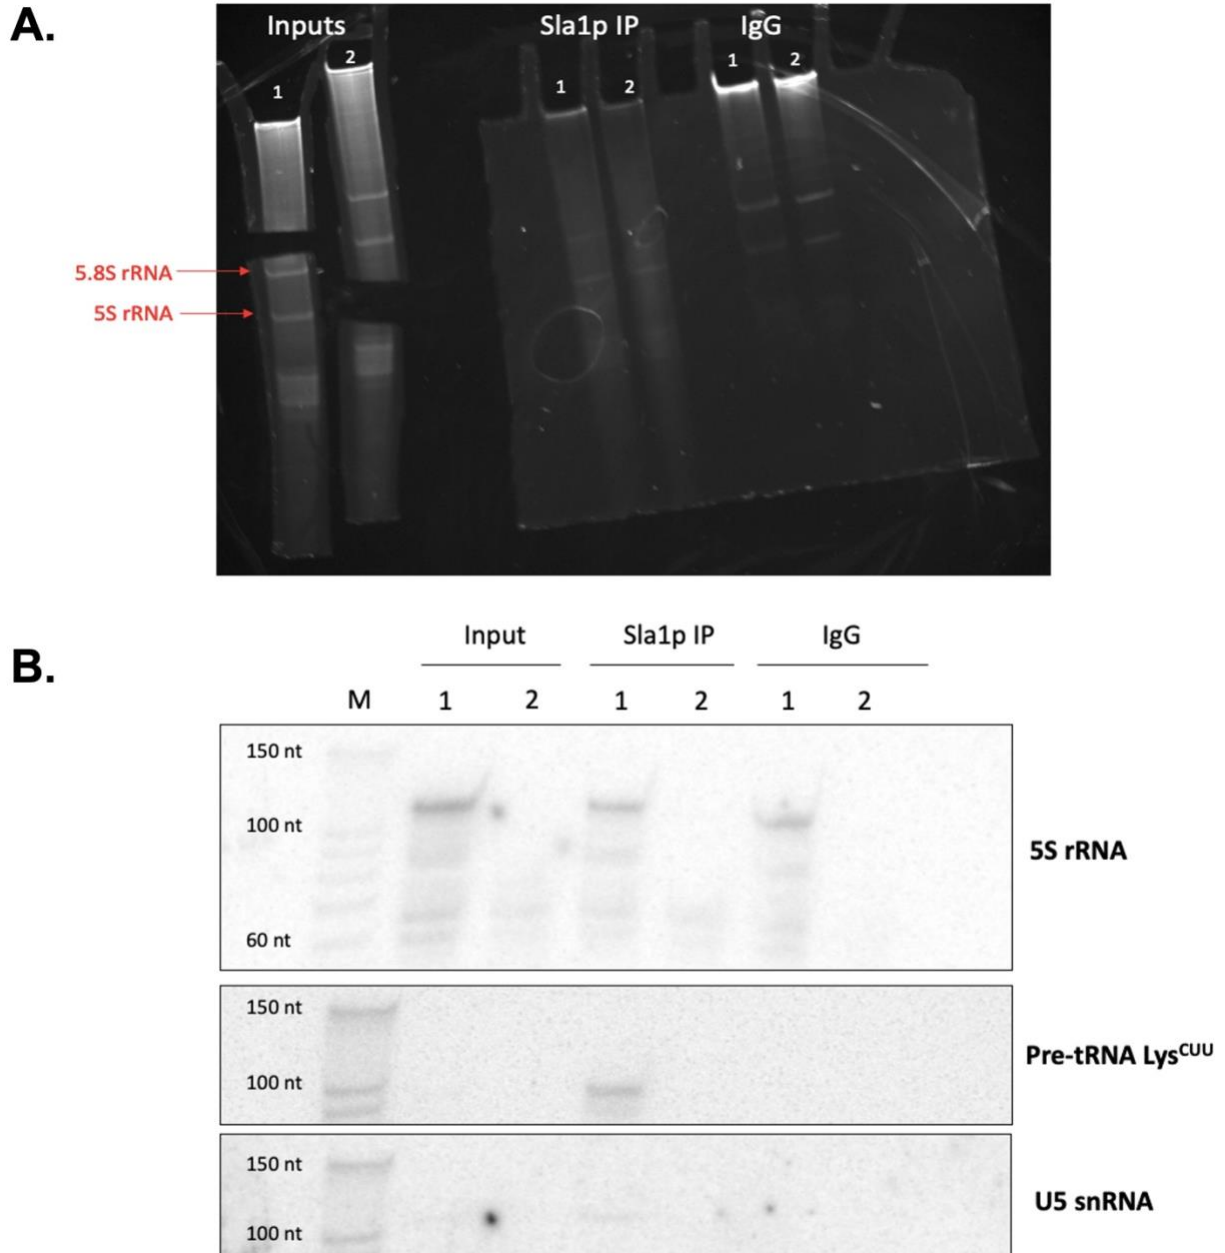 A.
Inputs Sla1p IP IgG
1 2 1 2 1 2
5.8S rRNA
5S rRNA
B.
Input Sla1p IP IgG
M 1 2 1 2 1 2
150 nt
100 nt
60 nt
5S rRNA
150 nt
100 nt
Pre-tRNA LysCUU
150 nt
100 nt
U5 snRNA